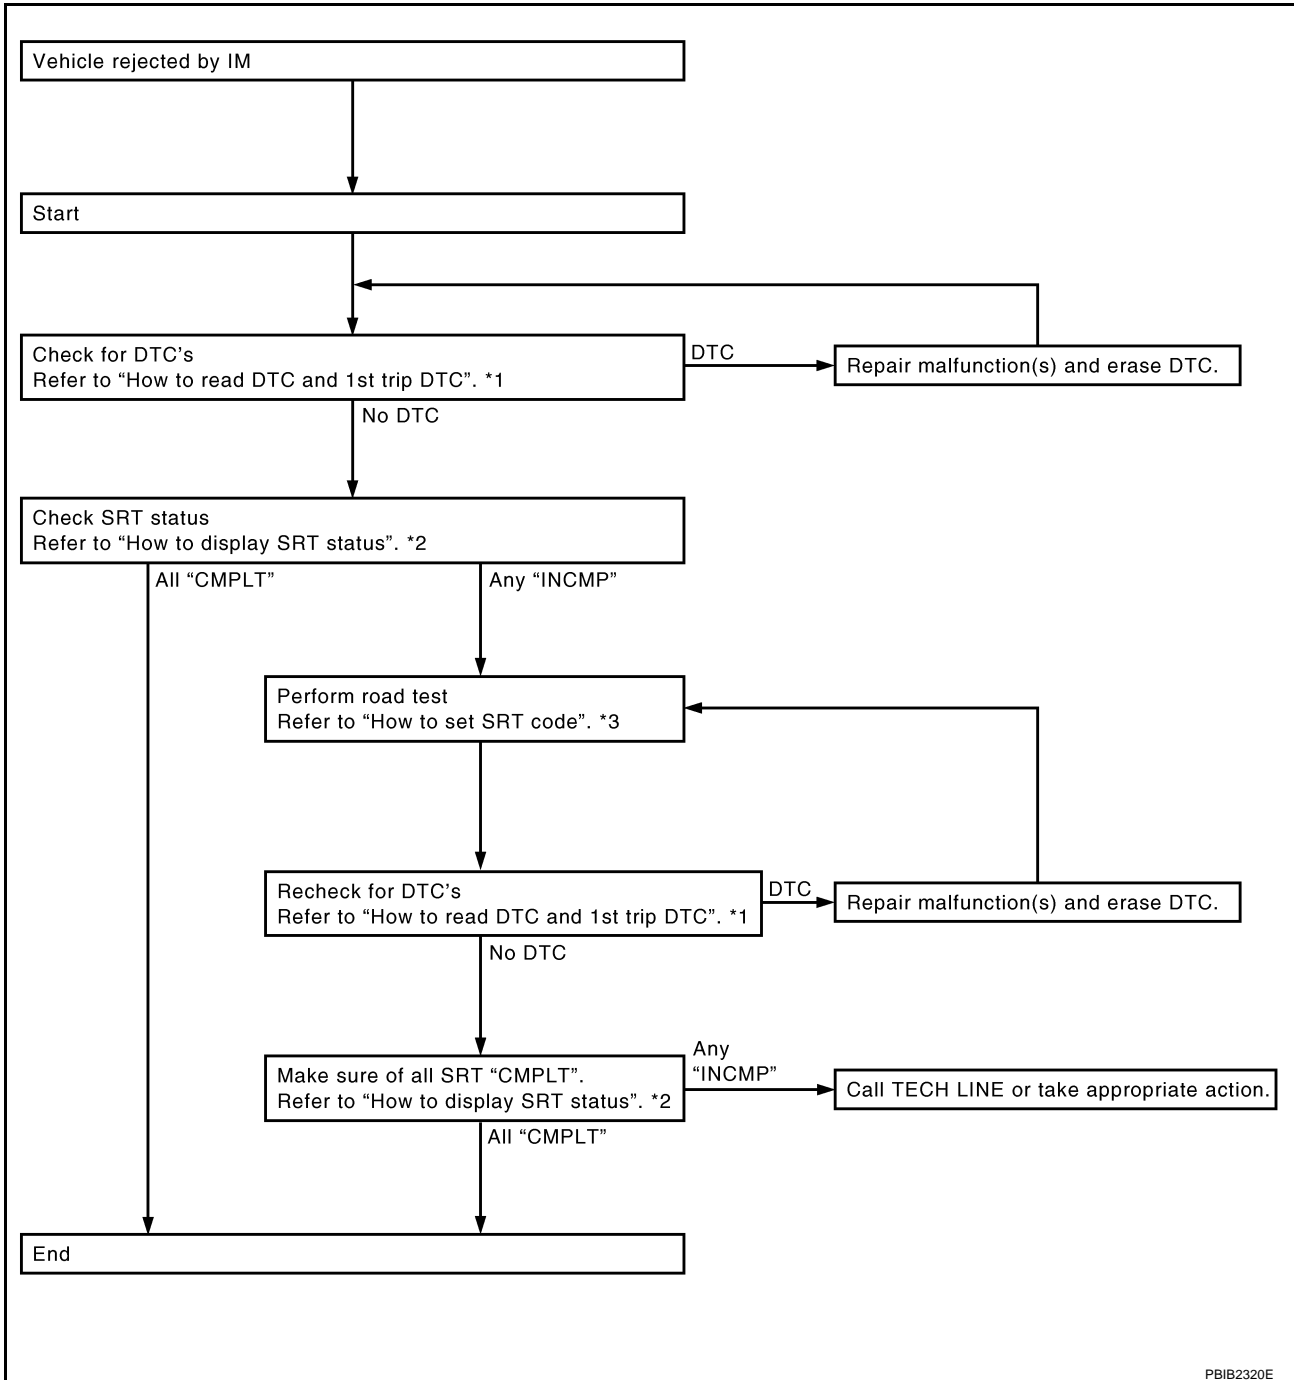 Vehicle rejected by IM
Start
Check for DTC's
Refer to “How to read DTC and 1st trip DTC”. *1
DTC
Repair malfunction(s) and erase DTC.
No DTC
Check SRT status
Refer to “How to display SRT status”. *2
All “CMPLT”
Any “INCMP”
Perform road test
Refer to “How to set SRT code”. *3
Recheck for DTC's
Refer to “How to read DTC and 1st trip DTC”. *1
DTC
Repair malfunction(s) and erase DTC.
No DTC
Make sure of all SRT “CMPLT”.
Refer to “How to display SRT status”. *2
Any
“INCMP”
Call TECH LINE or take appropriate action.
All “CMPLT”
End
PBIB2320E